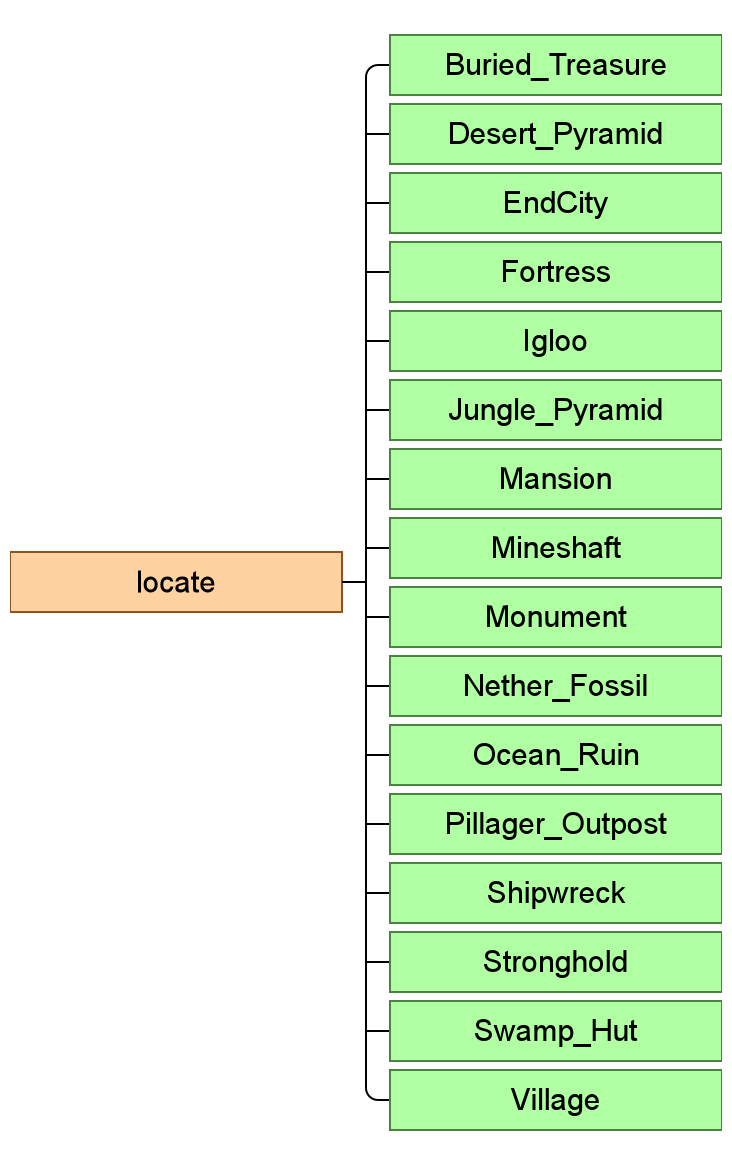 Buried_Treasure
Desert_Pyramid
EndCity
Fortress
Igloo
Jungle_Pyramid
Mansion
Mineshaft
locate
Monument
Nether_Fossil
Ocean_Ruin
Pillager_Outpost
Shipwreck
Stronghold
Swamp_Hut
Village